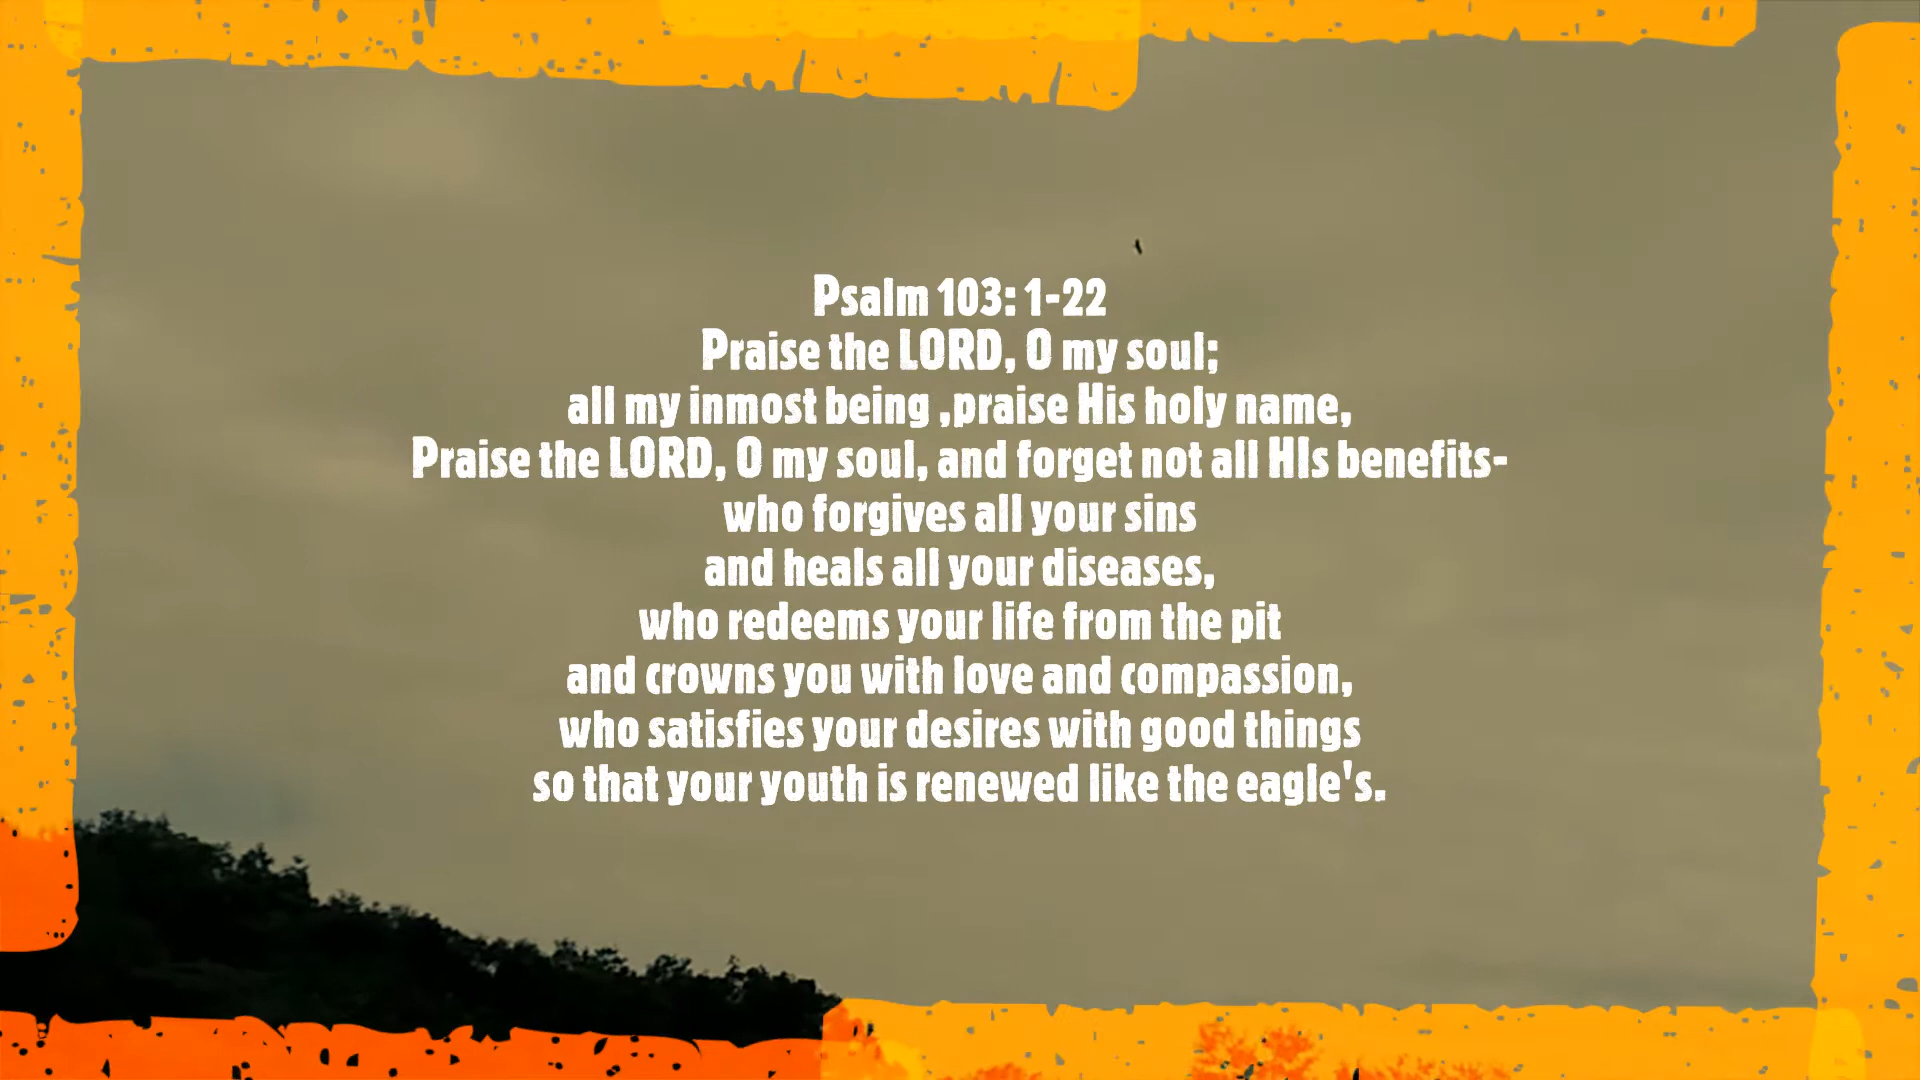 Psalm 103: 1-22
Praise the LORD, O my soul;
all my inmost being ,praise His holy name,
Praise the LORD, O my soul, and forget not all HIs benefits-
who forgives all your sins
and heals all your diseases,
who redeems your life from the pit
and crowns you with love and compassion,
who satisfies your desires with good things
so that your youth is renewed like the eagle's.